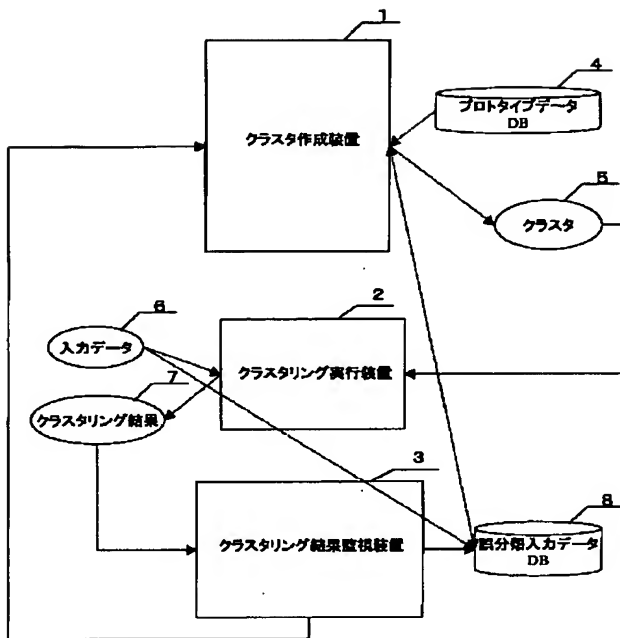 1
クラスタ作成装置
4
プロトタイプデータ
DB
5
クラスタ
6
入力データ
2
クラスタリング実行装置
7
クラスタリング結果
3
クラスタリング結果監視装置
8
誤分類入力データ
DB